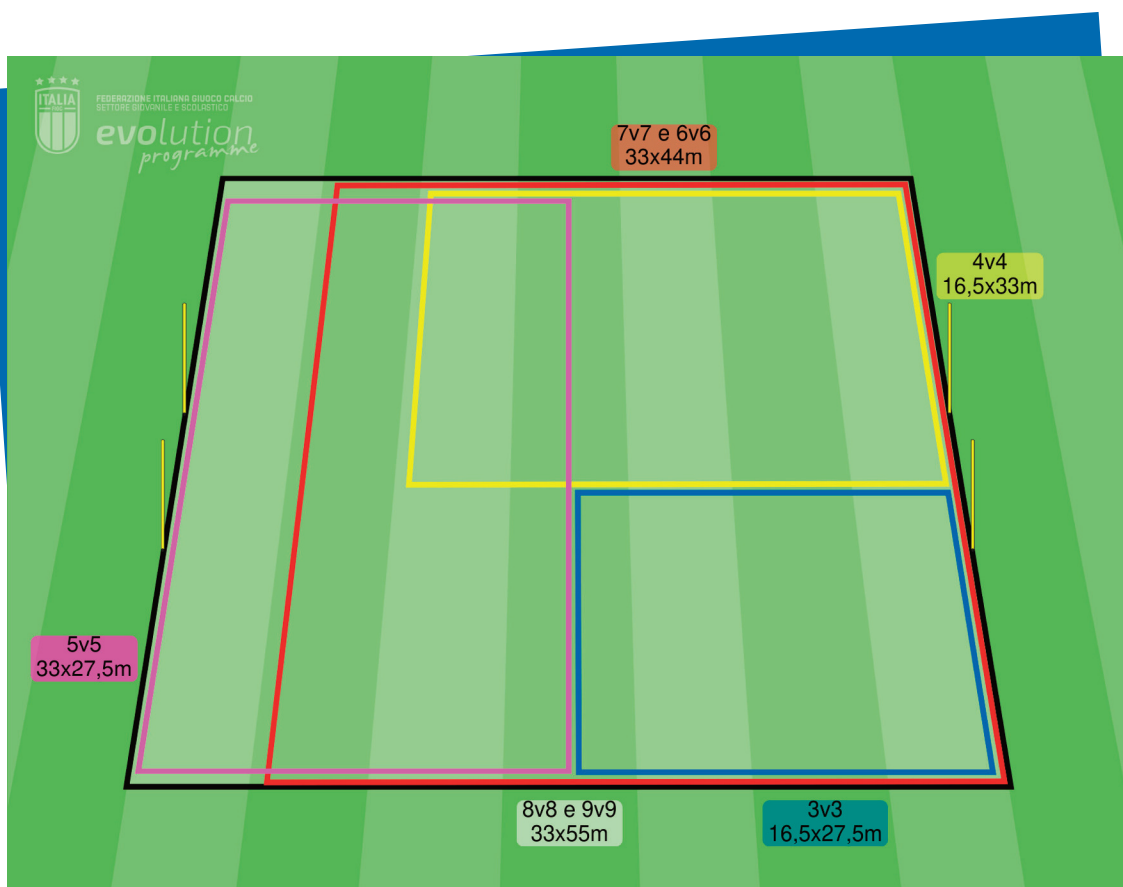 ITALIA
FEDERAZIONE ITALIANA GIUOCO CALCIO
SETTORE GIOVANILE E SCOLASTICO
evolution
programme
7v7 e 6v6
33x44m
4v4
16,5x33m
5v5
33x27,5m
8v8 e 9v9
33x55m
3v3
16,5x27,5m